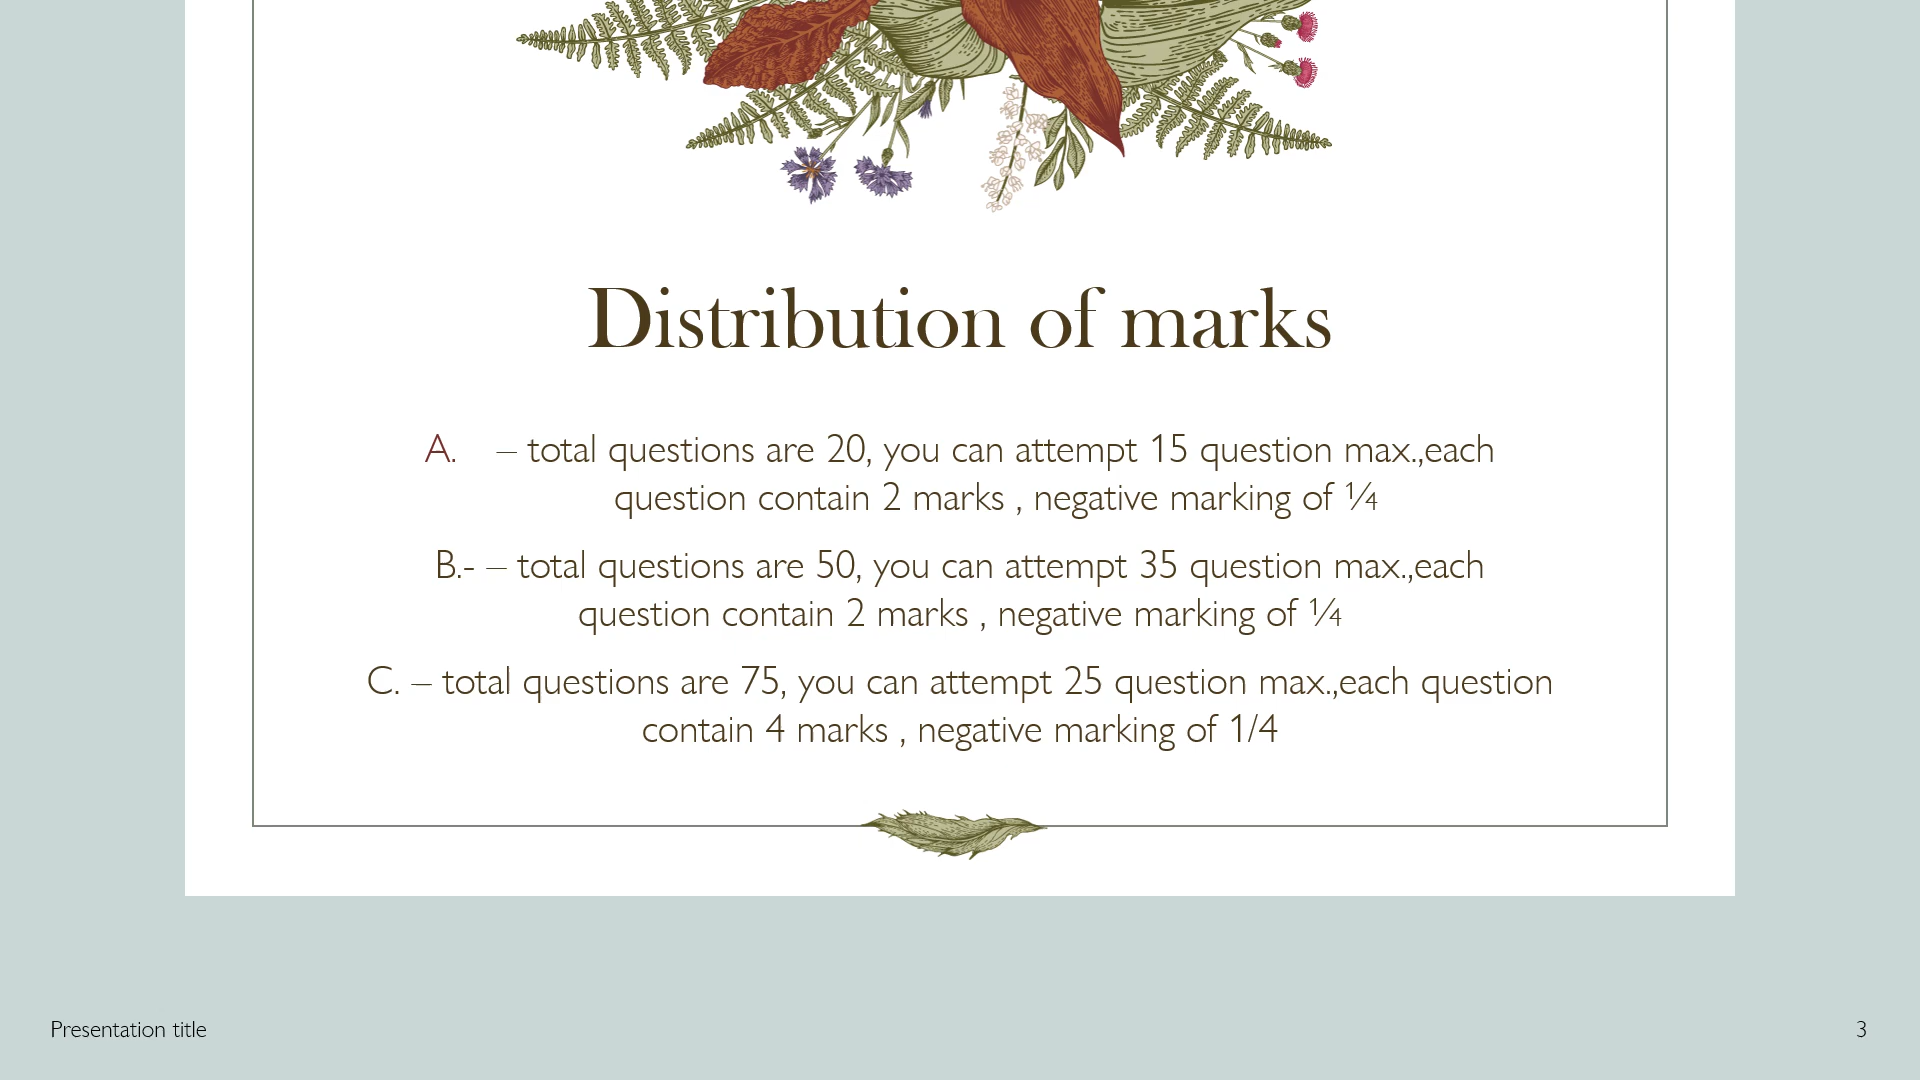 Distribution of marks
A. – total questions are 20, you can attempt 15 question max.,each
question contain 2 marks , negative marking of ¼
B.- – total questions are 50, you can attempt 35 question max.,each
question contain 2 marks , negative marking of ¼
C. – total questions are 75, you can attempt 25 question max.,each question
contain 4 marks , negative marking of 1/4
Presentation title
3